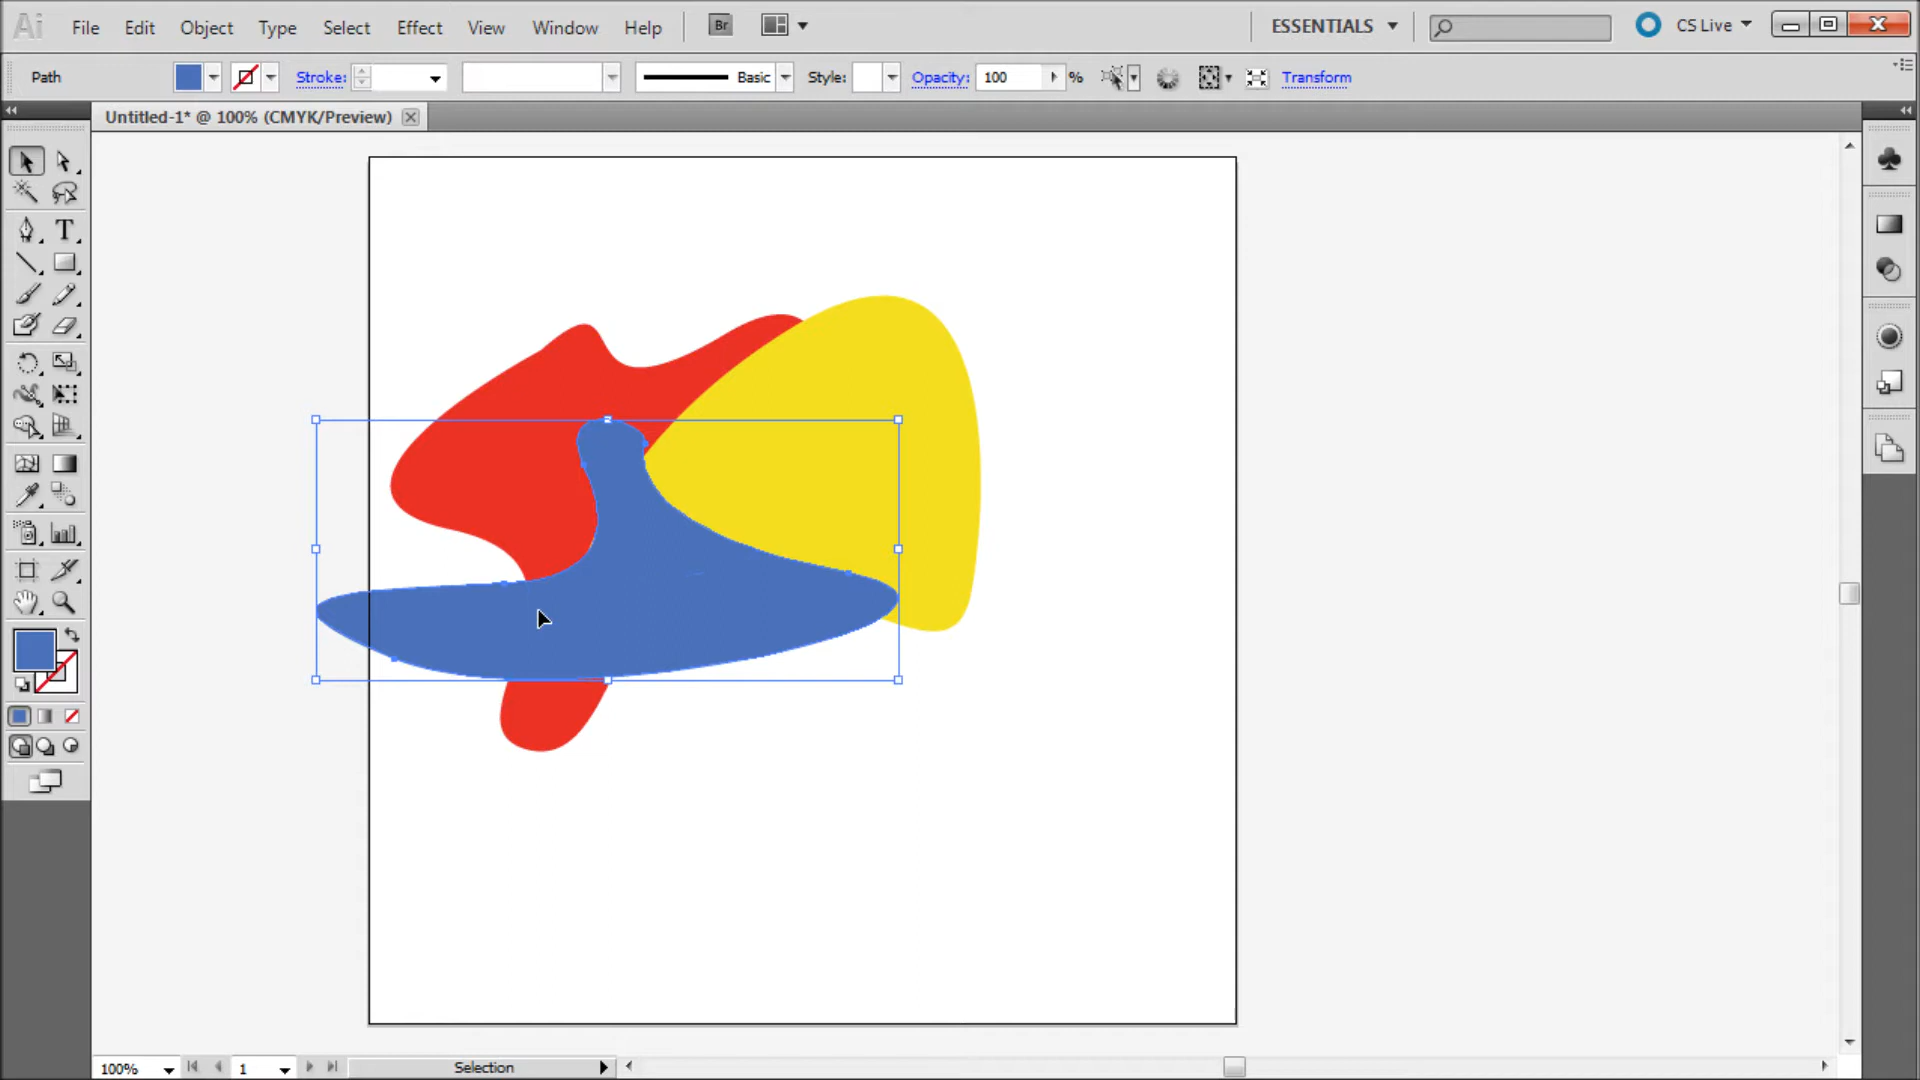 Ai File Edit Object Type Select Effect View Window Help Br ESSENTIALS CS Live
Path Stroke: Basic Style: Opacity: 100 % Transform
Untitled-1* @ 100% (CMYK/Preview)
T
100% 1 Selection